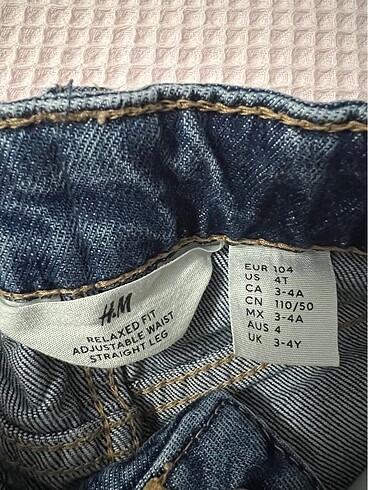 H&M
RELAXED FIT
ADJUSTABLE WAIST
STRAIGHT LEG
EUR 104
US 4T
CA 3-4A
CN 110/50
MX 3-4A
AUS 4
UK 3-4Y